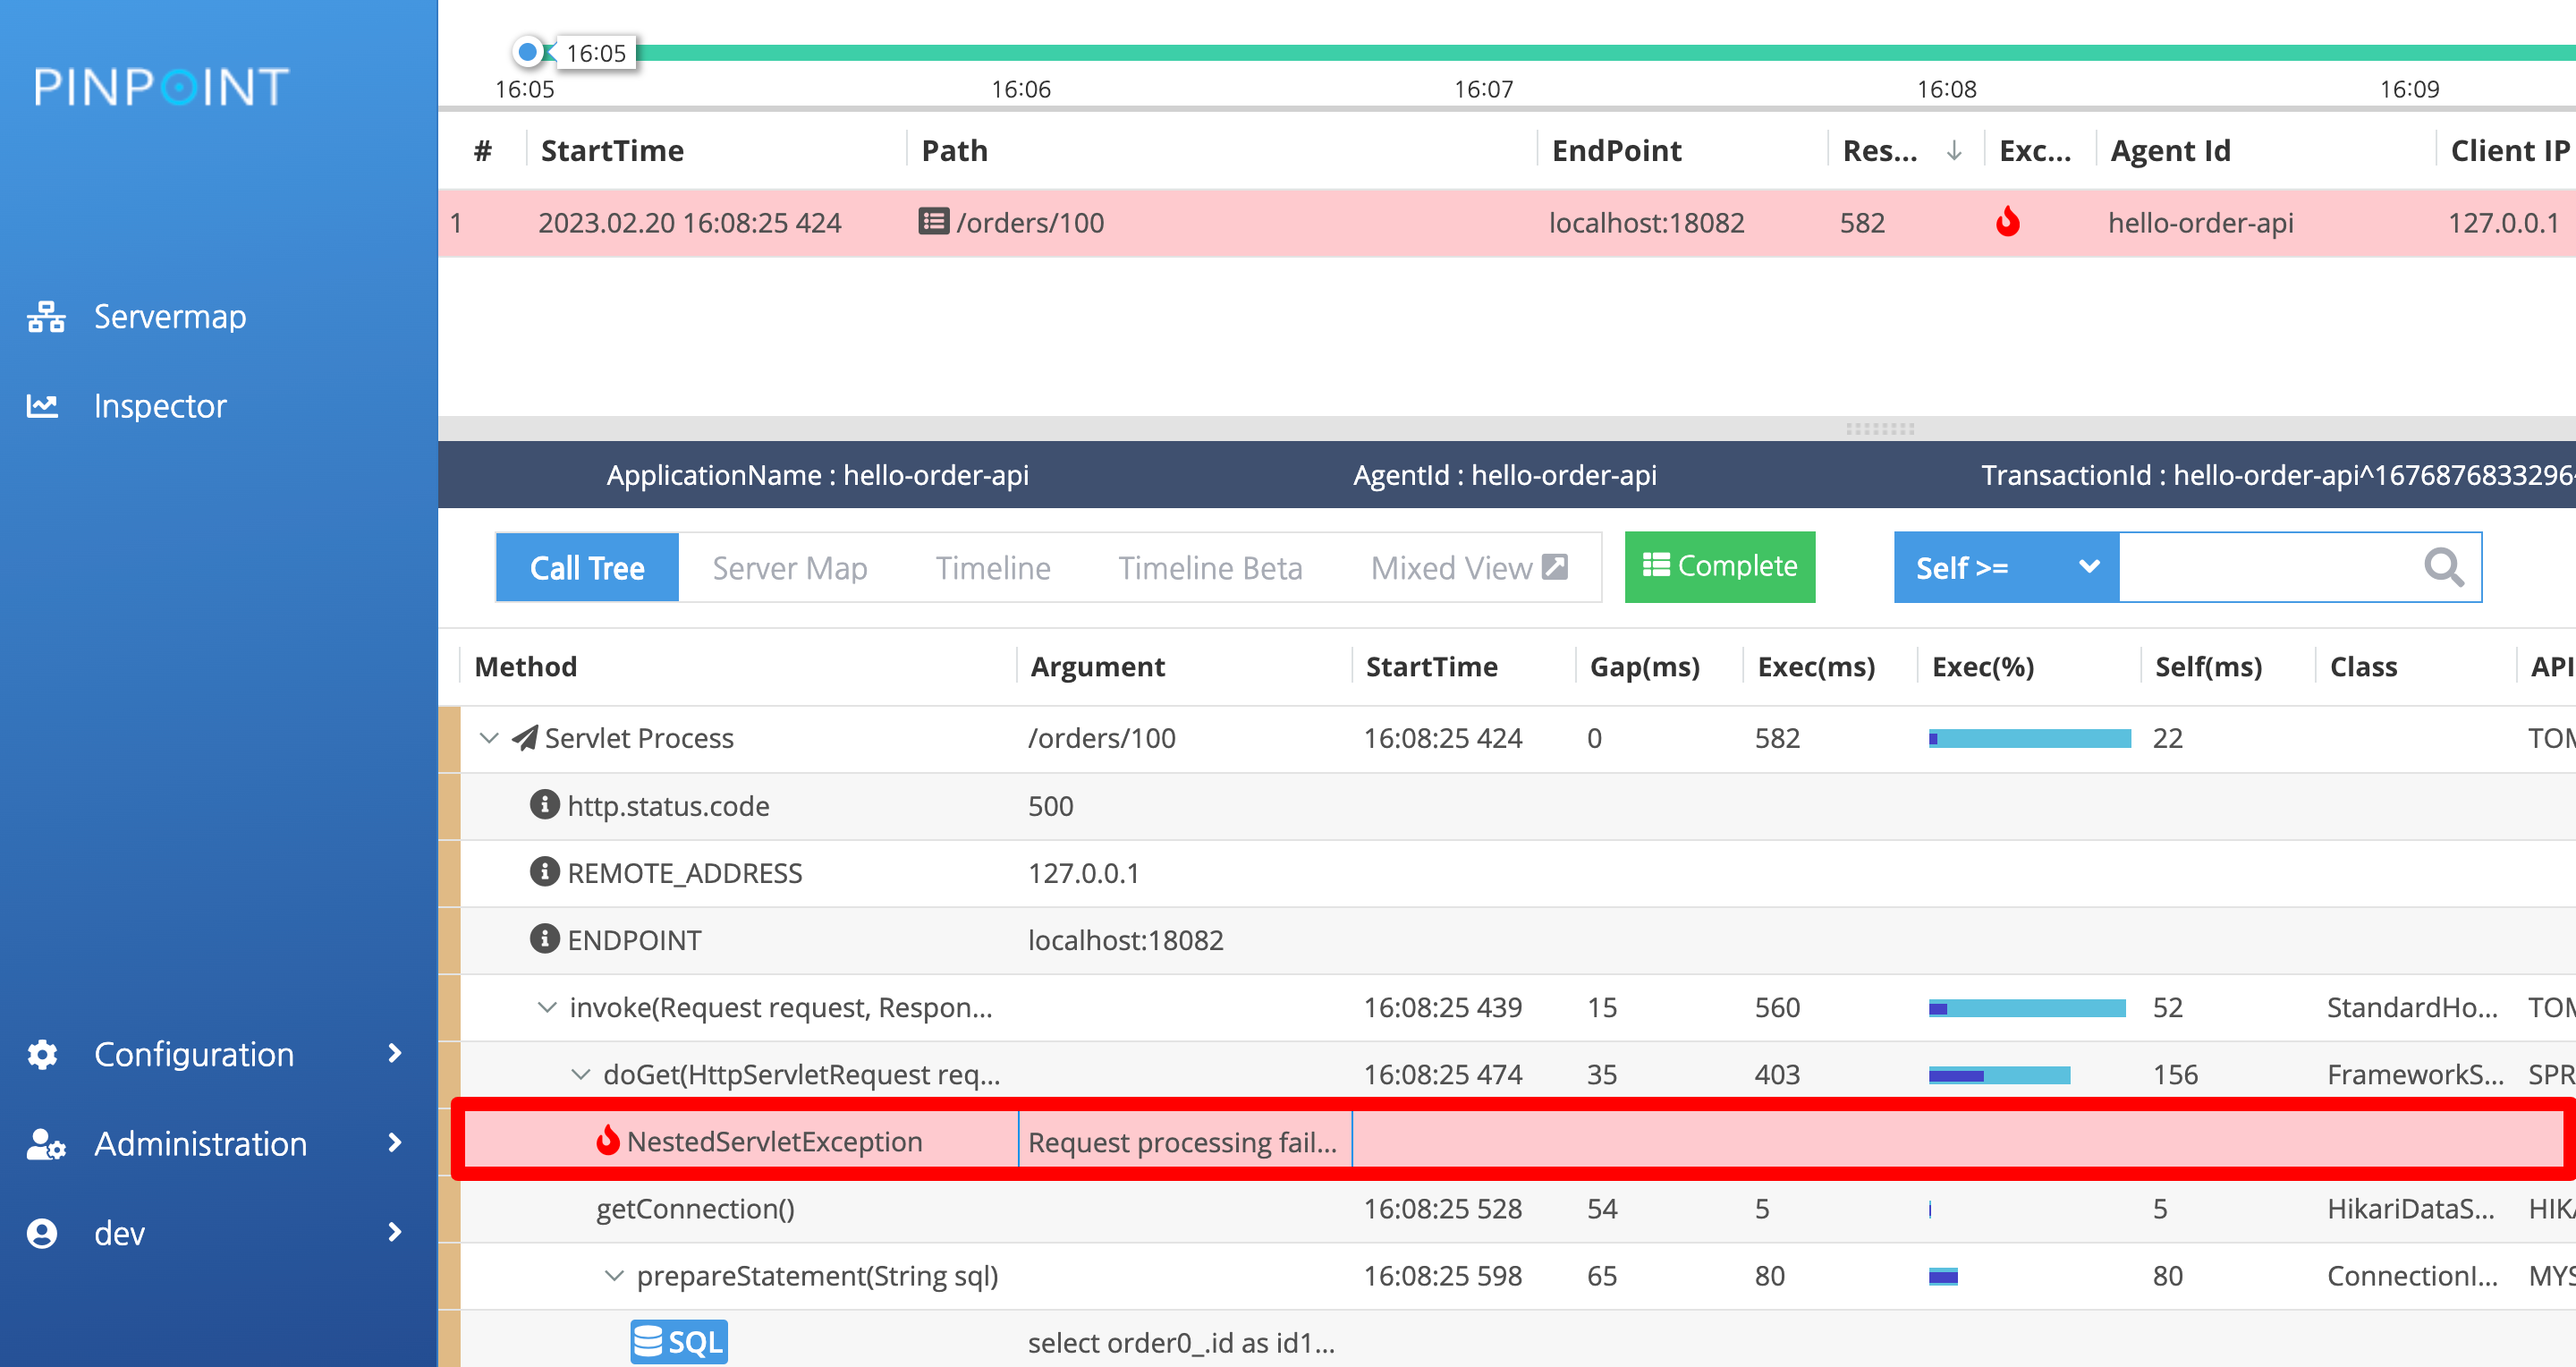 PINPOINT
Servermap
Inspector
Configuration
Administration
dev
16:05
16:05 16:06 16:07 16:08 16:09
# StartTime Path EndPoint Res... Exc... Agent Id Client IP
1 2023.02.20 16:08:25 424 /orders/100 localhost:18082 582 hello-order-api 127.0.0.1
ApplicationName : hello-order-api AgentId : hello-order-api TransactionId : hello-order-api^1676876833296
Call Tree Server Map Timeline Timeline Beta Mixed View Complete Self >=
Method Argument StartTime Gap(ms) Exec(ms) Exec(%) Self(ms) Class API
Servlet Process /orders/100 16:08:25 424 0 582 22 TOM
http.status.code 500
REMOTE_ADDRESS 127.0.0.1
ENDPOINT localhost:18082
invoke(Request request, Respon... 16:08:25 439 15 560 52 StandardHo... TOM
doGet(HttpServletRequest req... 16:08:25 474 35 403 156 FrameworkS... SPR
NestedServletException Request processing fail...
getConnection() 16:08:25 528 54 5 5 HikariDataS... HIK
prepareStatement(String sql) 16:08:25 598 65 80 80 ConnectionI... MYS
SQL select order0_.id as id1...